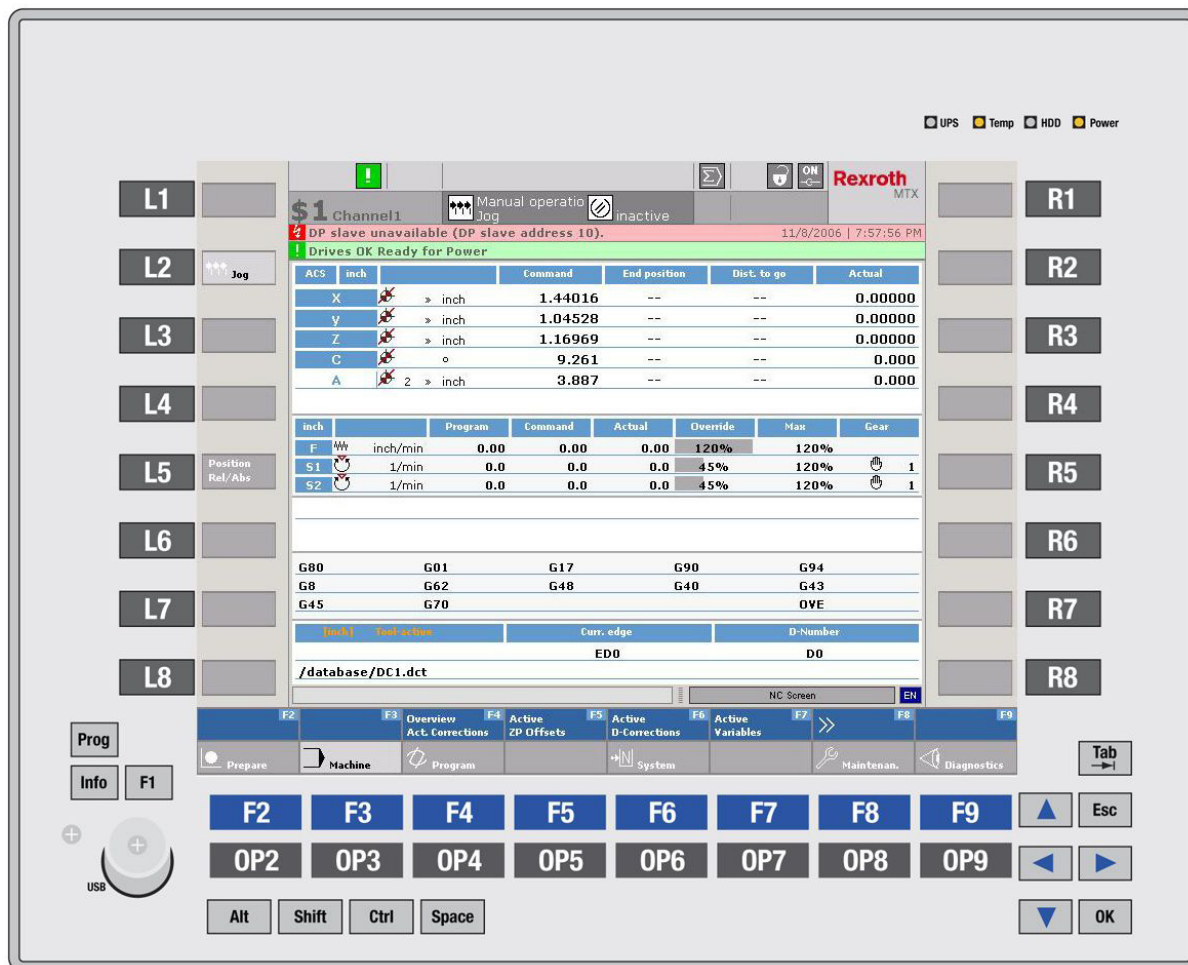 UPS Temp HDD Power
L1
L2
L3
L4
L5
L6
L7
L8
Jog
Position
Rel/Abs
! Σ ON Rexroth
MTX
$1 Channel1 Manual operatio
Jog inactive
DP slave unavailable (DP slave address 10). 11/8/2006 | 7:57:56 PM
! Drives OK Ready for Power
ACS inch Command End position Dist. to go Actual
X » inch 1.44016 -- -- 0.00000
y » inch 1.04528 -- -- 0.00000
Z » inch 1.16969 -- -- 0.00000
C ° 9.261 -- -- 0.000
A 2 » inch 3.887 -- -- 0.000
inch Program Command Actual Override Max Gear
F inch/min 0.00 0.00 0.00 120% 120%
S1 1/min 0.0 0.0 0.0 45% 120% 1
S2 1/min 0.0 0.0 0.0 45% 120% 1
G80 G01 G17 G90 G94
G8 G62 G48 G40 G43
G45 G70 OVE
[inch] Tool active Curr. edge D-Number
ED0 D0
/database/DC1.dct
NC Screen EN
R1
R2
R3
R4
R5
R6
R7
R8
F2 F3 Overview F4 Active F5 Active F6 Active F7 » F8 F9
Act. Corrections ZP Offsets D-Corrections Variables
Prepare Machine Program N System Maintenan. Diagnostics
Prog
Info F1
USB
F2 F3 F4 F5 F6 F7 F8 F9
OP2 OP3 OP4 OP5 OP6 OP7 OP8 OP9
Alt Shift Ctrl Space
Tab
Esc
OK